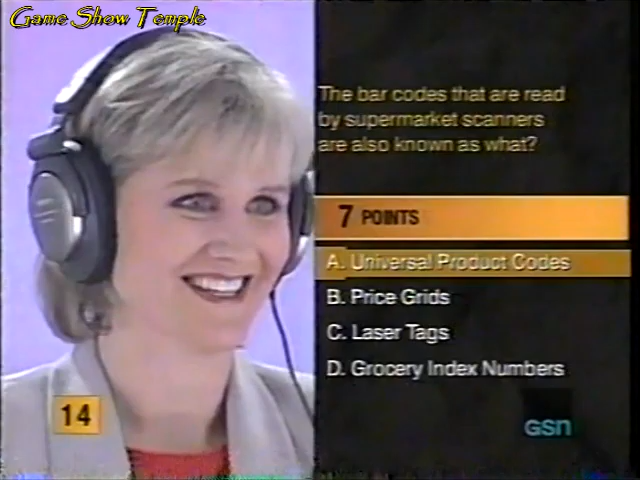 Game Show Temple
The bar codes that are read
by supermarket scanners
are also known as what?
7 POINTS
A. Universal Product Codes
B. Price Grids
C. Laser Tags
D. Grocery Index Numbers
14
GSN